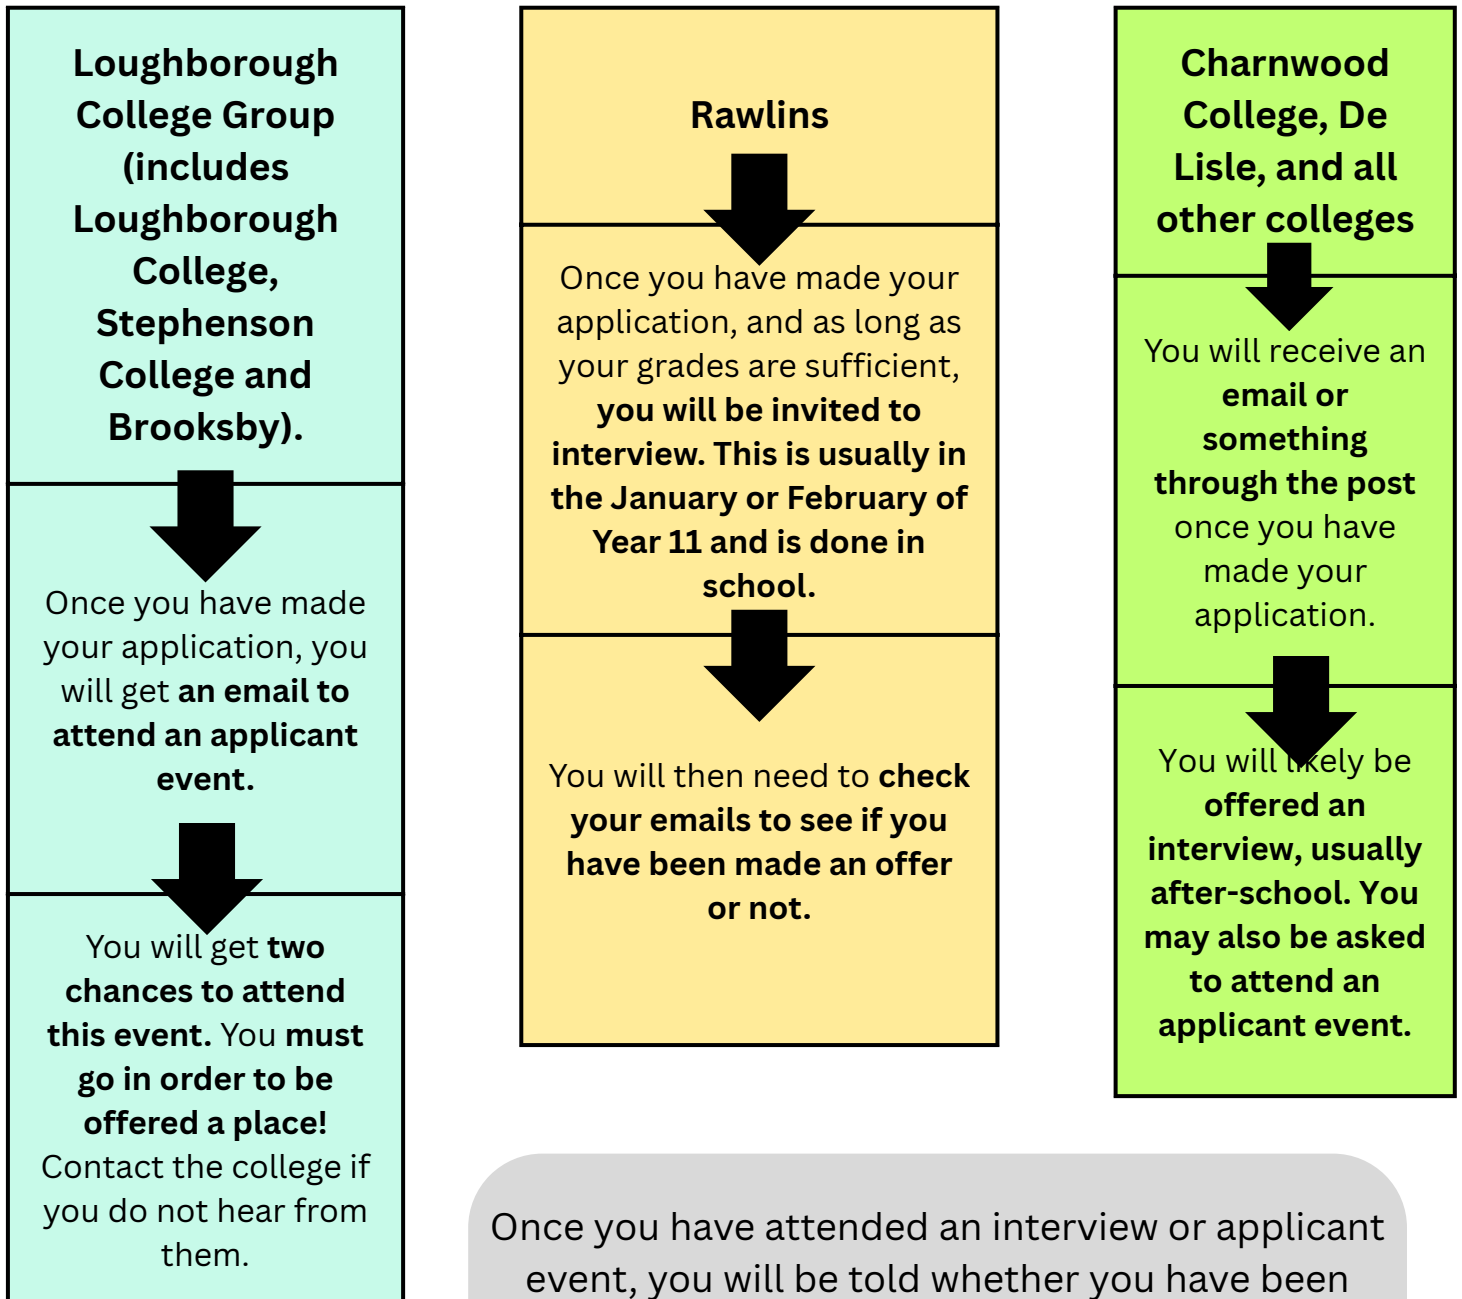 Loughborough
College Group
(includes
Loughborough
College,
Stephenson
College and
Brooksby).
Once you have made
your application, you
will get an email to
attend an applicant
event.
You will get two
chances to attend
this event. You must
go in order to be
offered a place!
Contact the college if
you do not hear from
them.
Rawlins
Once you have made your
application, and as long as
your grades are sufficient,
you will be invited to
interview. This is usually in
the January or February of
Year 11 and is done in
school.
You will then need to check
your emails to see if you
have been made an offer
or not.
Charnwood
College, De
Lisle, and all
other colleges
You will receive an
email or
something
through the post
once you have
made your
application.
You will likely be
offered an
interview, usually
after-school. You
may also be asked
to attend an
applicant event.
Once you have attended an interview or applicant
event, you will be told whether you have been